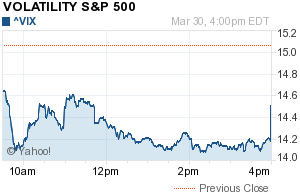 VOLATILITY S&P 500
^VIX Mar 30, 4:00pm EDT
15.2
15.0
14.8
14.6
14.4
14.2
14.0
© Yahoo!
10am 12pm 2pm 4pm
Previous Close